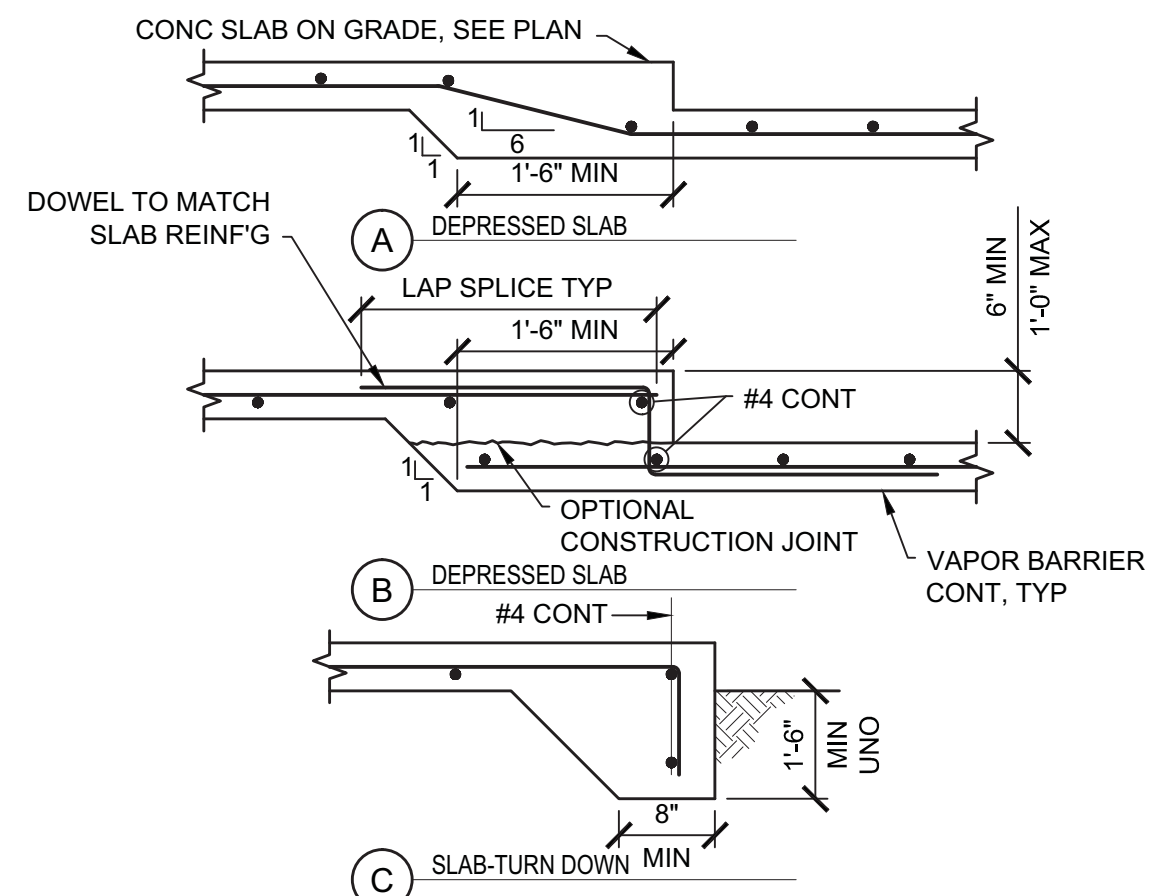 CONC SLAB ON GRADE, SEE PLAN
1
6
1
1
1'-6" MIN
DOWEL TO MATCH
SLAB REINF'G
A
DEPRESSED SLAB
6" MIN
1'-0" MAX
LAP SPLICE TYP
1'-6" MIN
#4 CONT
1
1
OPTIONAL
CONSTRUCTION JOINT
VAPOR BARRIER
CONT, TYP
B
DEPRESSED SLAB
#4 CONT
1'-6"
MIN
UNO
8"
MIN
C
SLAB-TURN DOWN